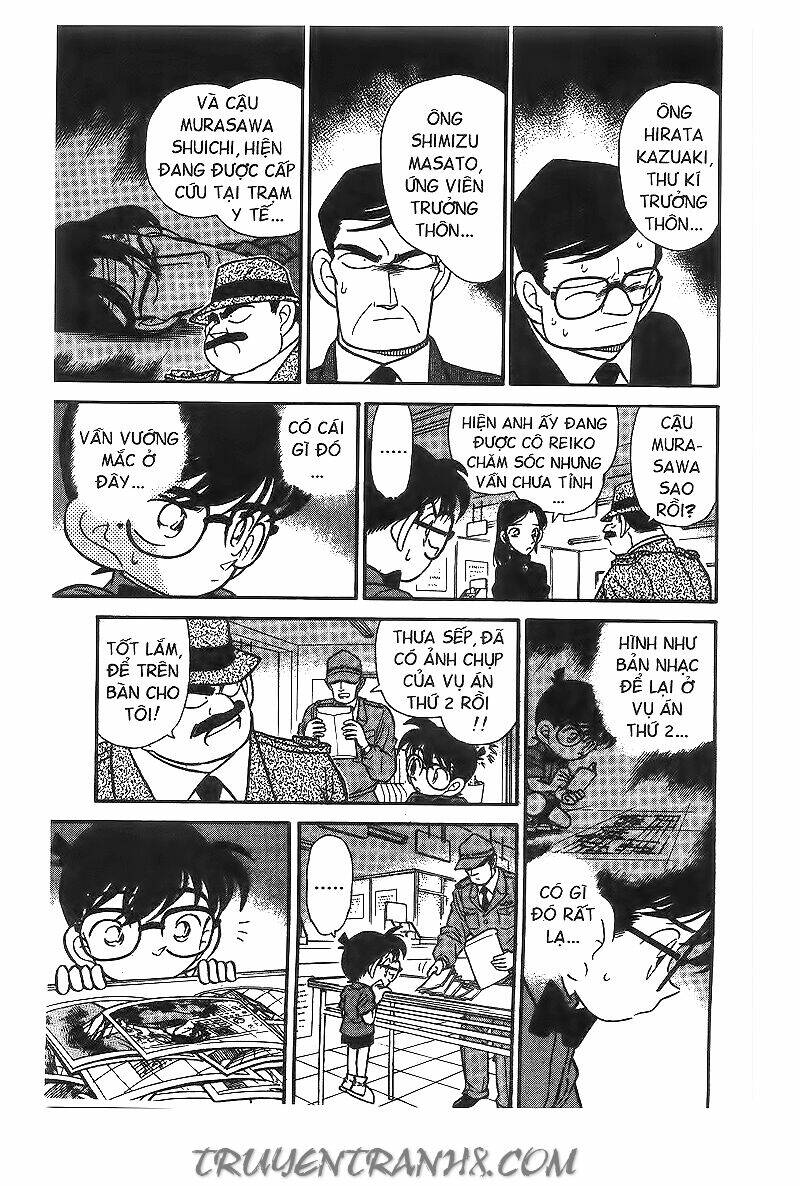 ÔNG
HIRATA
KAZUAKI,
THƯ KÍ
TRƯỞNG
THÔN...
ÔNG
SHIMIZU
MASATO,
ỨNG VIÊN
TRƯỞNG
THÔN...
VÀ CẬU
MURASAWA
SHUICHI, HIỆN
ĐANG ĐƯỢC CẤP
CỨU TẠI TRẠM
Y TẾ...
CẬU
MURA-
SAWA
SAO
RỒI?
HIỆN ANH ẤY ĐANG
ĐƯỢC CÔ REIKO
CHĂM SÓC NHƯNG
VẪN CHƯA TỈNH
...
.....
CÓ CÁI
GÌ ĐÓ
...
VẪN VƯỚNG
MẮC Ở
ĐÂY...
HÌNH NHƯ
BẢN NHẠC
ĐỂ LẠI Ở
VỤ ÁN
THỨ 2...
CÓ GÌ
ĐÓ RẤT
LẠ...
THƯA SẾP, ĐÃ
CÓ ẢNH CHỤP
CỦA VỤ ÁN
THỨ 2 RỒI
!!
TỐT LẮM,
ĐỂ TRÊN
BÀN CHO
TÔI!
.....
TRUYENTRANH8.COM